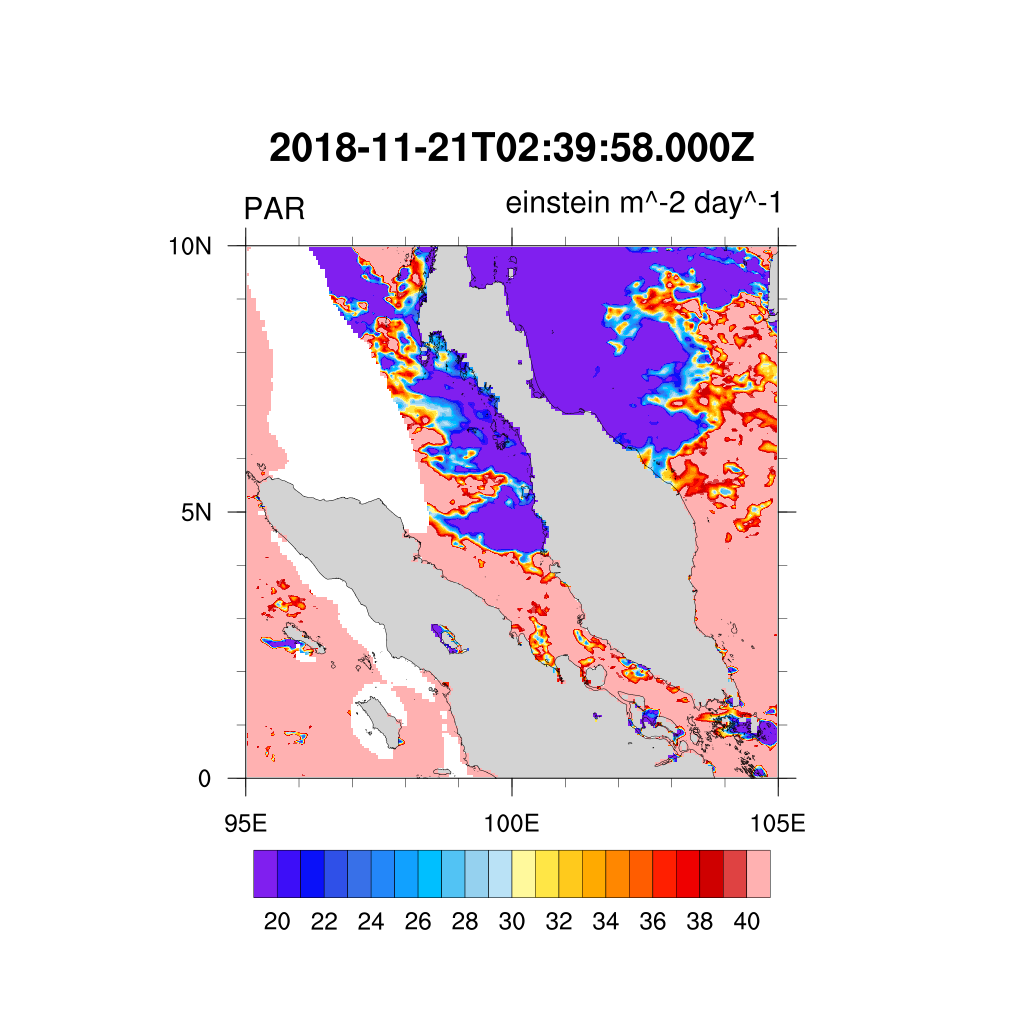 2018-11-21T02:39:58.000Z
PAR einstein m^-2 day^-1
10N
5N
0
95E 100E 105E
20 22 24 26 28 30 32 34 36 38 40